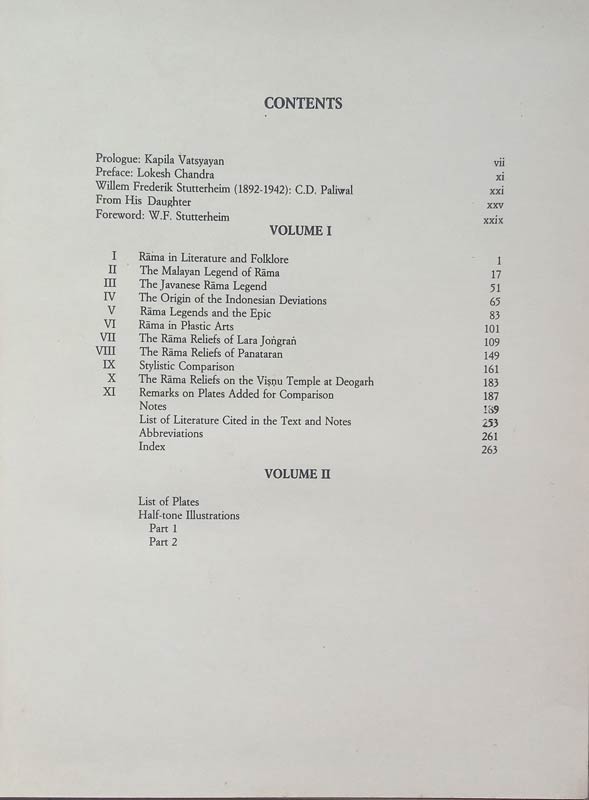 CONTENTS
Prologue: Kapila Vatsyayan vii
Preface: Lokesh Chandra xi
Willem Frederik Stutterheim (1892-1942): C.D. Paliwal xxi
From His Daughter xxv
Foreword: W.F. Stutterheim xxix
VOLUME I
I Rāma in Literature and Folklore 1
II The Malayan Legend of Rāma 17
III The Javanese Rāma Legend 51
IV The Origin of the Indonesian Deviations 65
V Rāma Legends and the Epic 83
VI Rāma in Plastic Arts 101
VII The Rāma Reliefs of Lara Joṅgraṅ 109
VIII The Rāma Reliefs of Panataran 149
IX Stylistic Comparison 161
X The Rāma Reliefs on the Viṣṇu Temple at Deogarh 183
XI Remarks on Plates Added for Comparison 187
Notes 189
List of Literature Cited in the Text and Notes 253
Abbreviations 261
Index 263
VOLUME II
List of Plates
Half-tone Illustrations
Part 1
Part 2